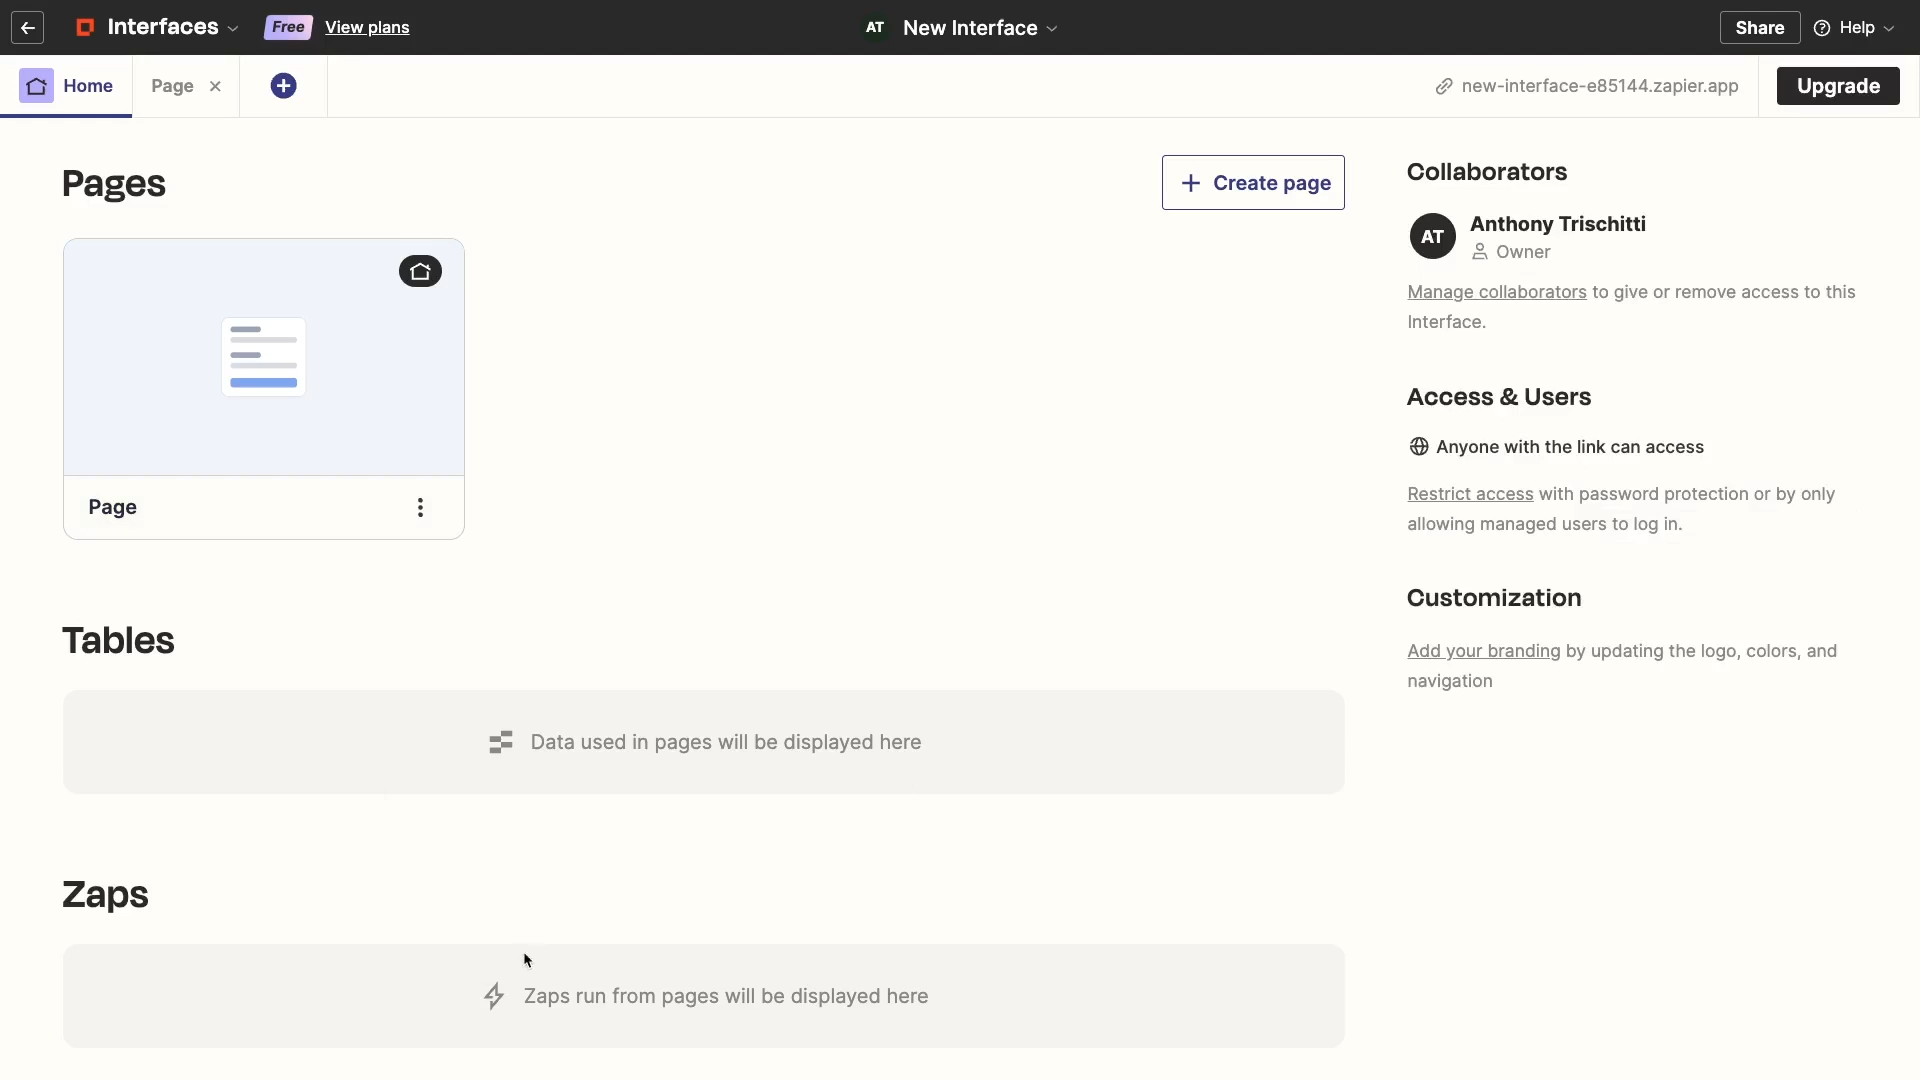 Interfaces
Free
View plans
AT
New Interface
Share
Help
Home
Page
new-interface-e85144.zapier.app
Upgrade
Pages
Create page
Page
Tables
Data used in pages will be displayed here
Zaps
Zaps run from pages will be displayed here
Collaborators
AT
Anthony Trischitti
Owner
Manage collaborators to give or remove access to this
Interface.
Access & Users
Anyone with the link can access
Restrict access with password protection or by only
allowing managed users to log in.
Customization
Add your branding by updating the logo, colors, and
navigation